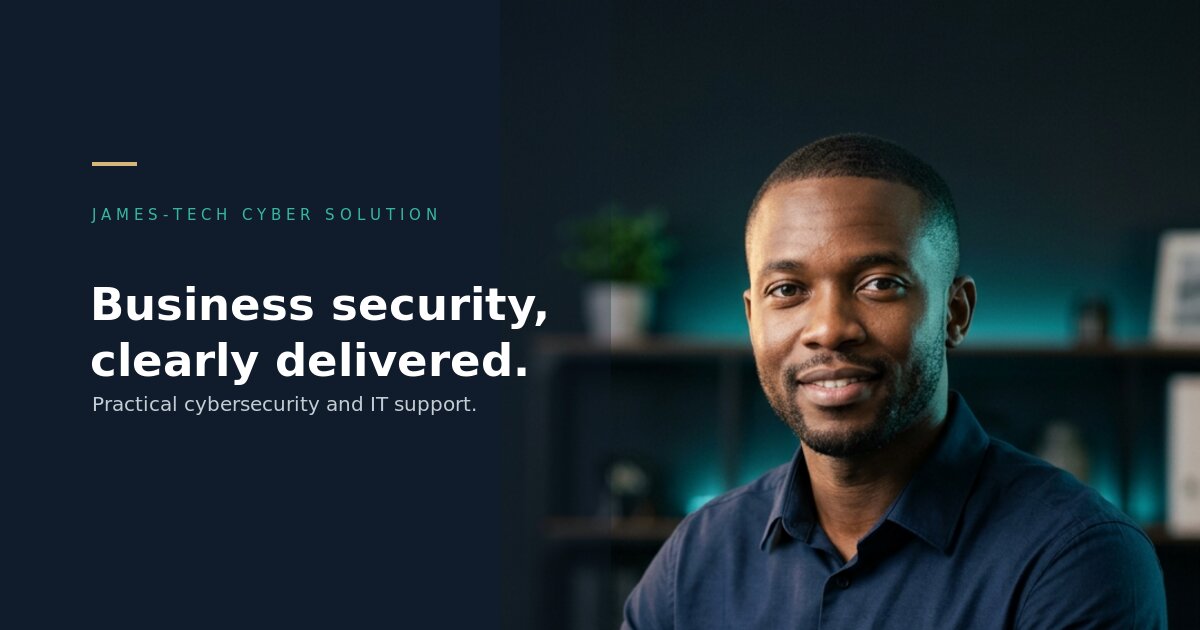 JAMES-TECH CYBER SOLUTION
Business security,
clearly delivered.
Practical cybersecurity and IT support.